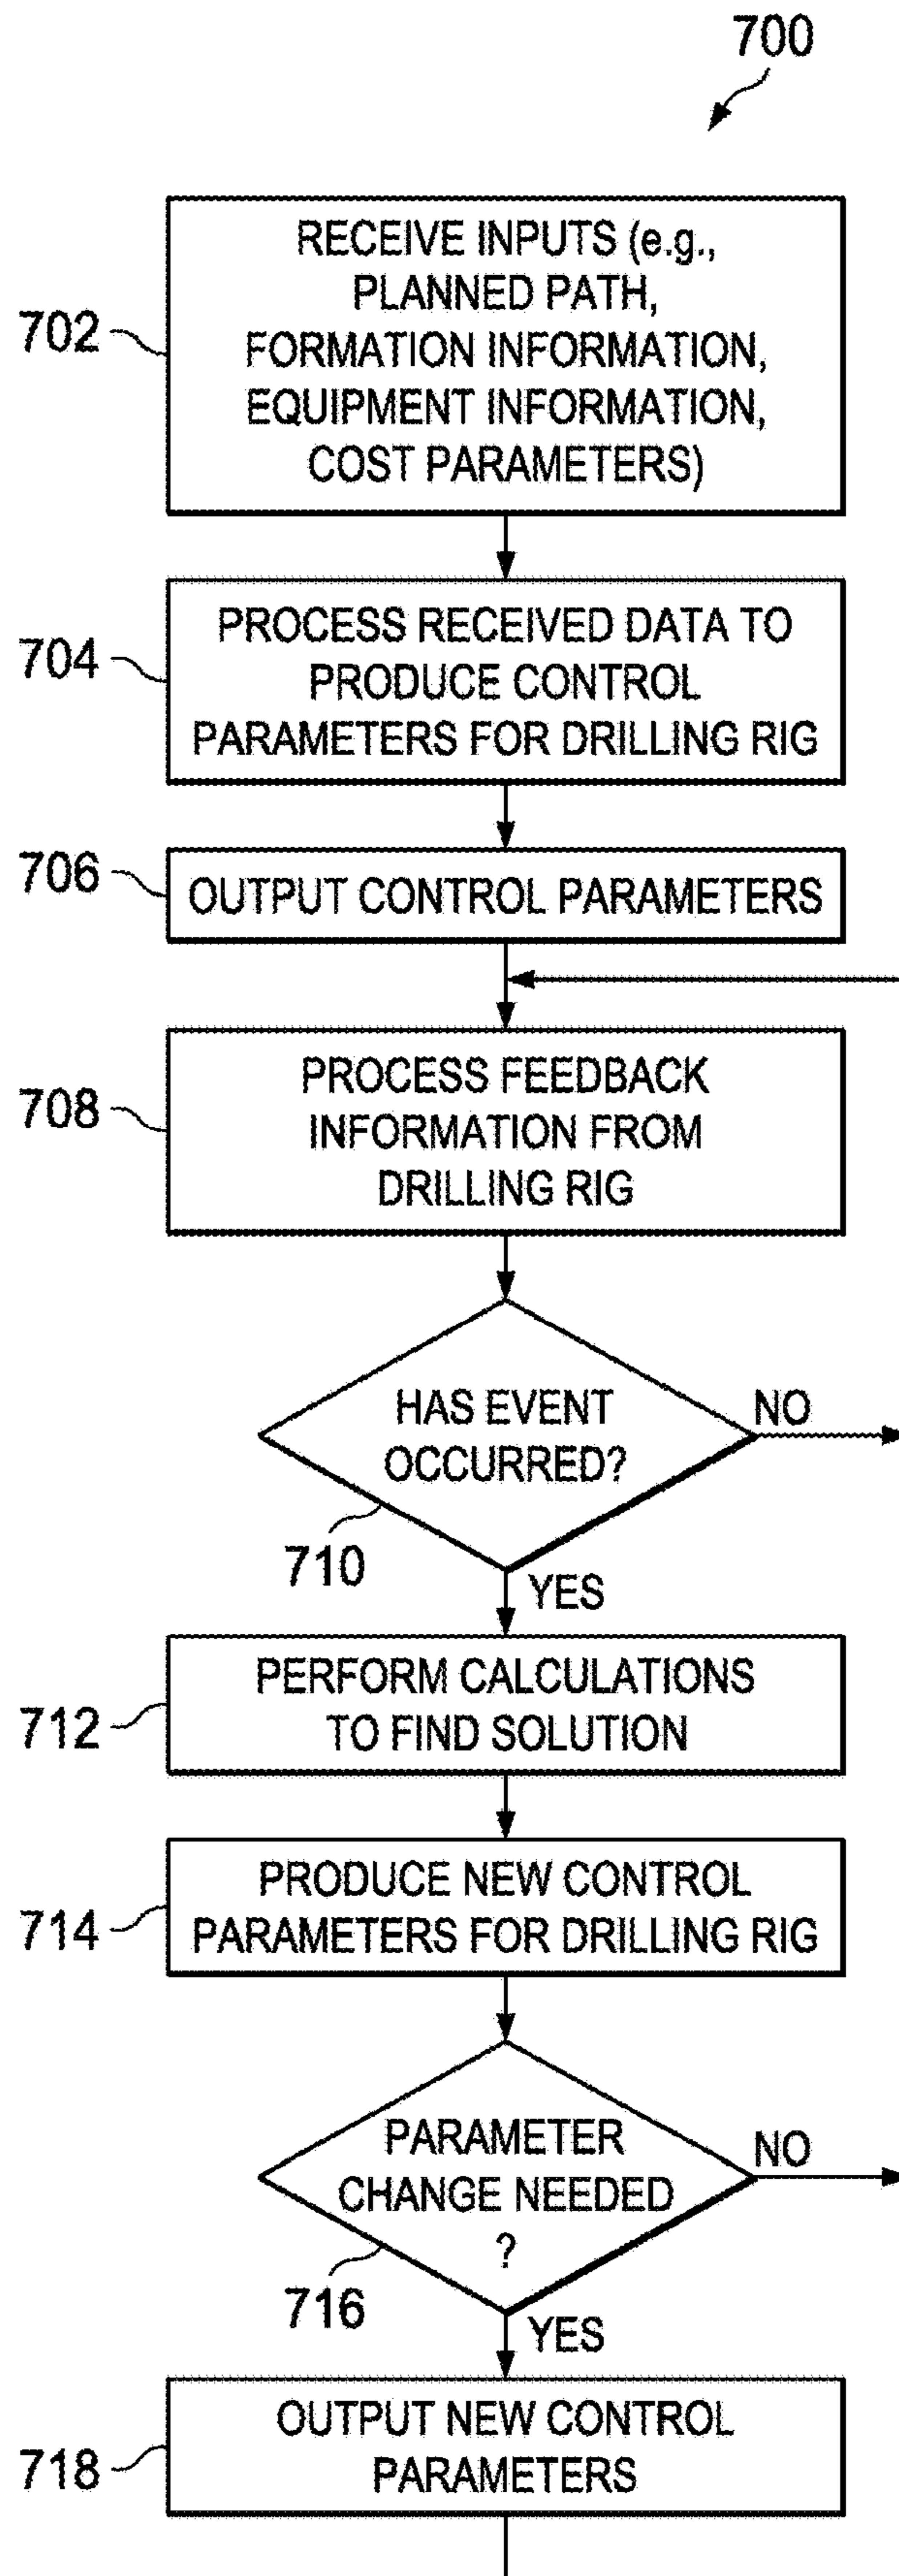 700
702
RECEIVE INPUTS (e.g.,
PLANNED PATH,
FORMATION INFORMATION,
EQUIPMENT INFORMATION,
COST PARAMETERS)
704
PROCESS RECEIVED DATA TO
PRODUCE CONTROL
PARAMETERS FOR DRILLING RIG
706
OUTPUT CONTROL PARAMETERS
708
PROCESS FEEDBACK
INFORMATION FROM
DRILLING RIG
HAS EVENT
OCCURRED?
NO
710
YES
712
PERFORM CALCULATIONS
TO FIND SOLUTION
714
PRODUCE NEW CONTROL
PARAMETERS FOR DRILLING RIG
PARAMETER
CHANGE NEEDED
?
NO
716
YES
718
OUTPUT NEW CONTROL
PARAMETERS